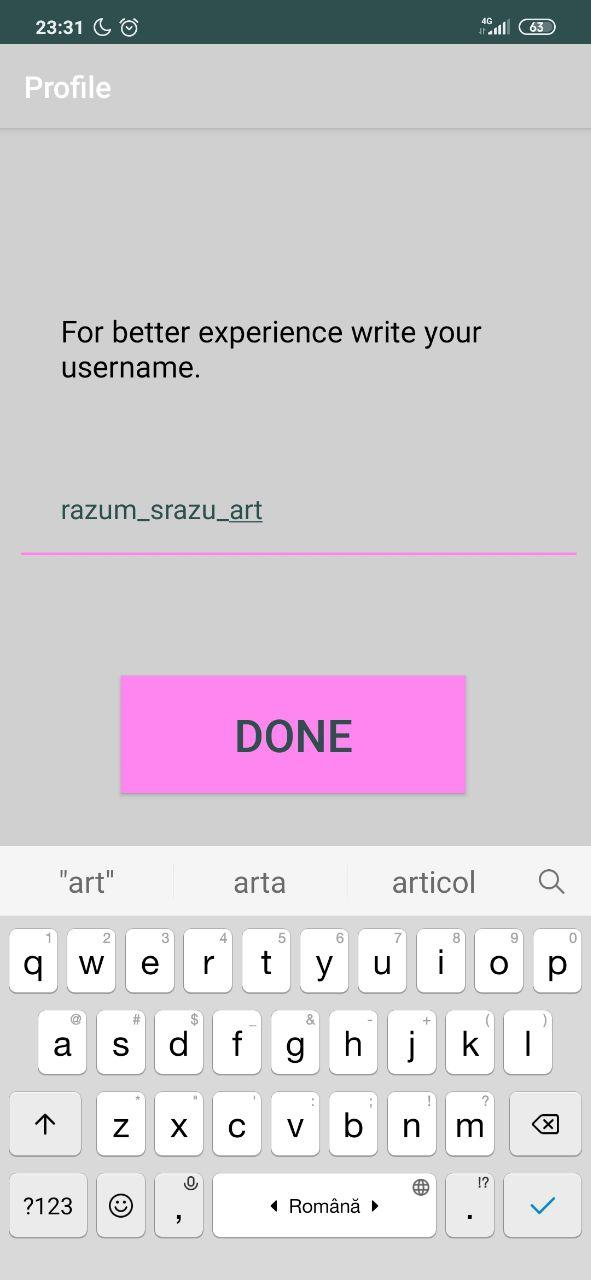 23:31 4G 63
Profile
For better experience write your
username.
razum_srazu_art
DONE
"art" arta articol
1 2 3 4 5 6 7 8 9 0
q w e r t y u i o p
@ # $ _ & - + ( )
a s d f g h j k l
* " ' : ; ! ?
z x c v b n m
!?
?123 , Română .